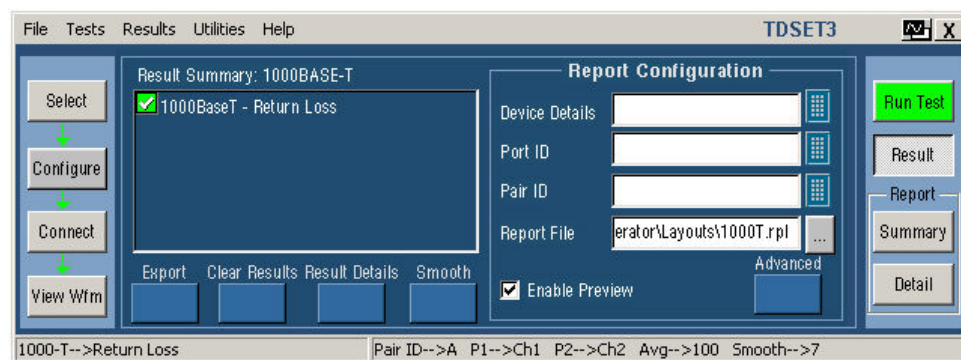 File Tests Results Utilities Help TDSET3 X
Select
Configure
Connect
View Wfm
Result Summary: 1000BASE-T
1000BaseT - Return Loss
Export Clear Results Result Details Smooth
Report Configuration
Device Details
Port ID
Pair ID
Report File erator\Layouts\1000T.rpl ...
Advanced
Enable Preview
Run Test
Result
Report
Summary
Detail
1000-T-->Return Loss Pair ID-->A P1-->Ch1 P2-->Ch2 Avg-->100 Smooth-->7